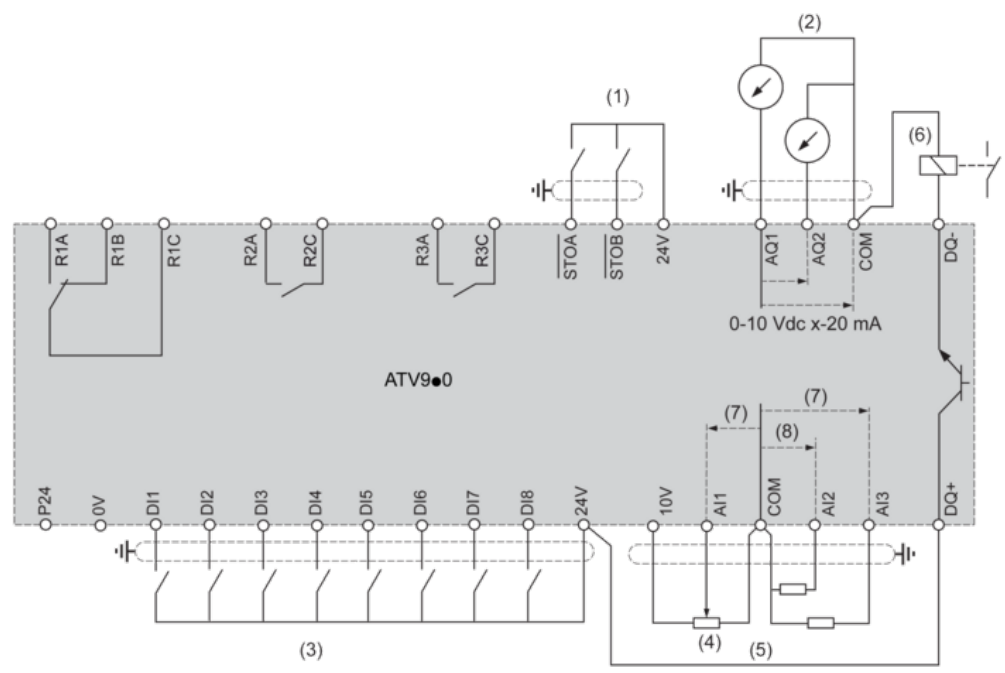 (2)
(1)
(6)
R1A
R1B
R1C
R2A
R2C
R3A
R3C
STOA
STOB
24V
AQ1
AQ2
COM
DQ-
0-10 Vdc x-20 mA
ATV9●0
(7)
(7)
(8)
P24
0V
DI1
DI2
DI3
DI4
DI5
DI6
DI7
DI8
24V
10V
AI1
COM
AI2
AI3
DQ+
(3)
(4)
(5)